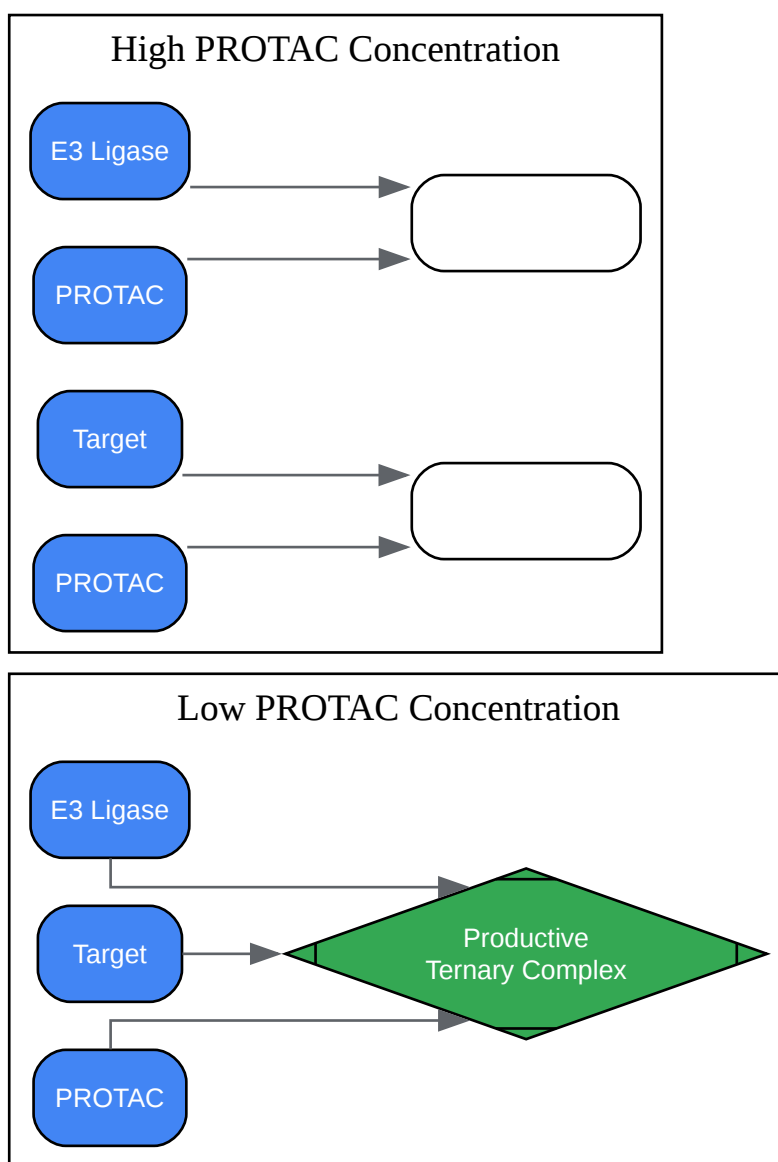 High PROTAC Concentration
E3 Ligase
PROTAC
Target
PROTAC
Low PROTAC Concentration
E3 Ligase
Target
PROTAC
Productive
Ternary Complex